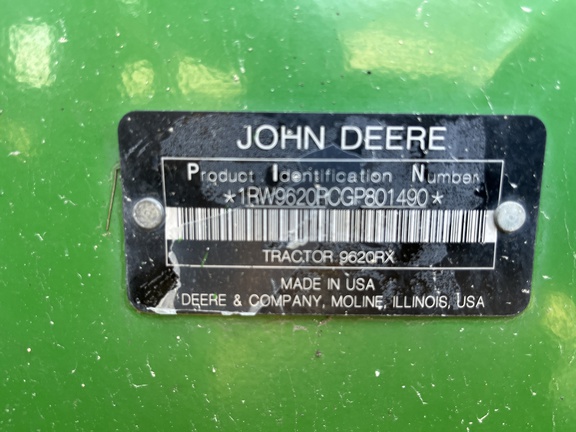 JOHN DEERE
Product Identification Number
*1RW9620RCGP801490*
TRACTOR 9620RX
MADE IN USA
DEERE & COMPANY, MOLINE, ILLINOIS, USA